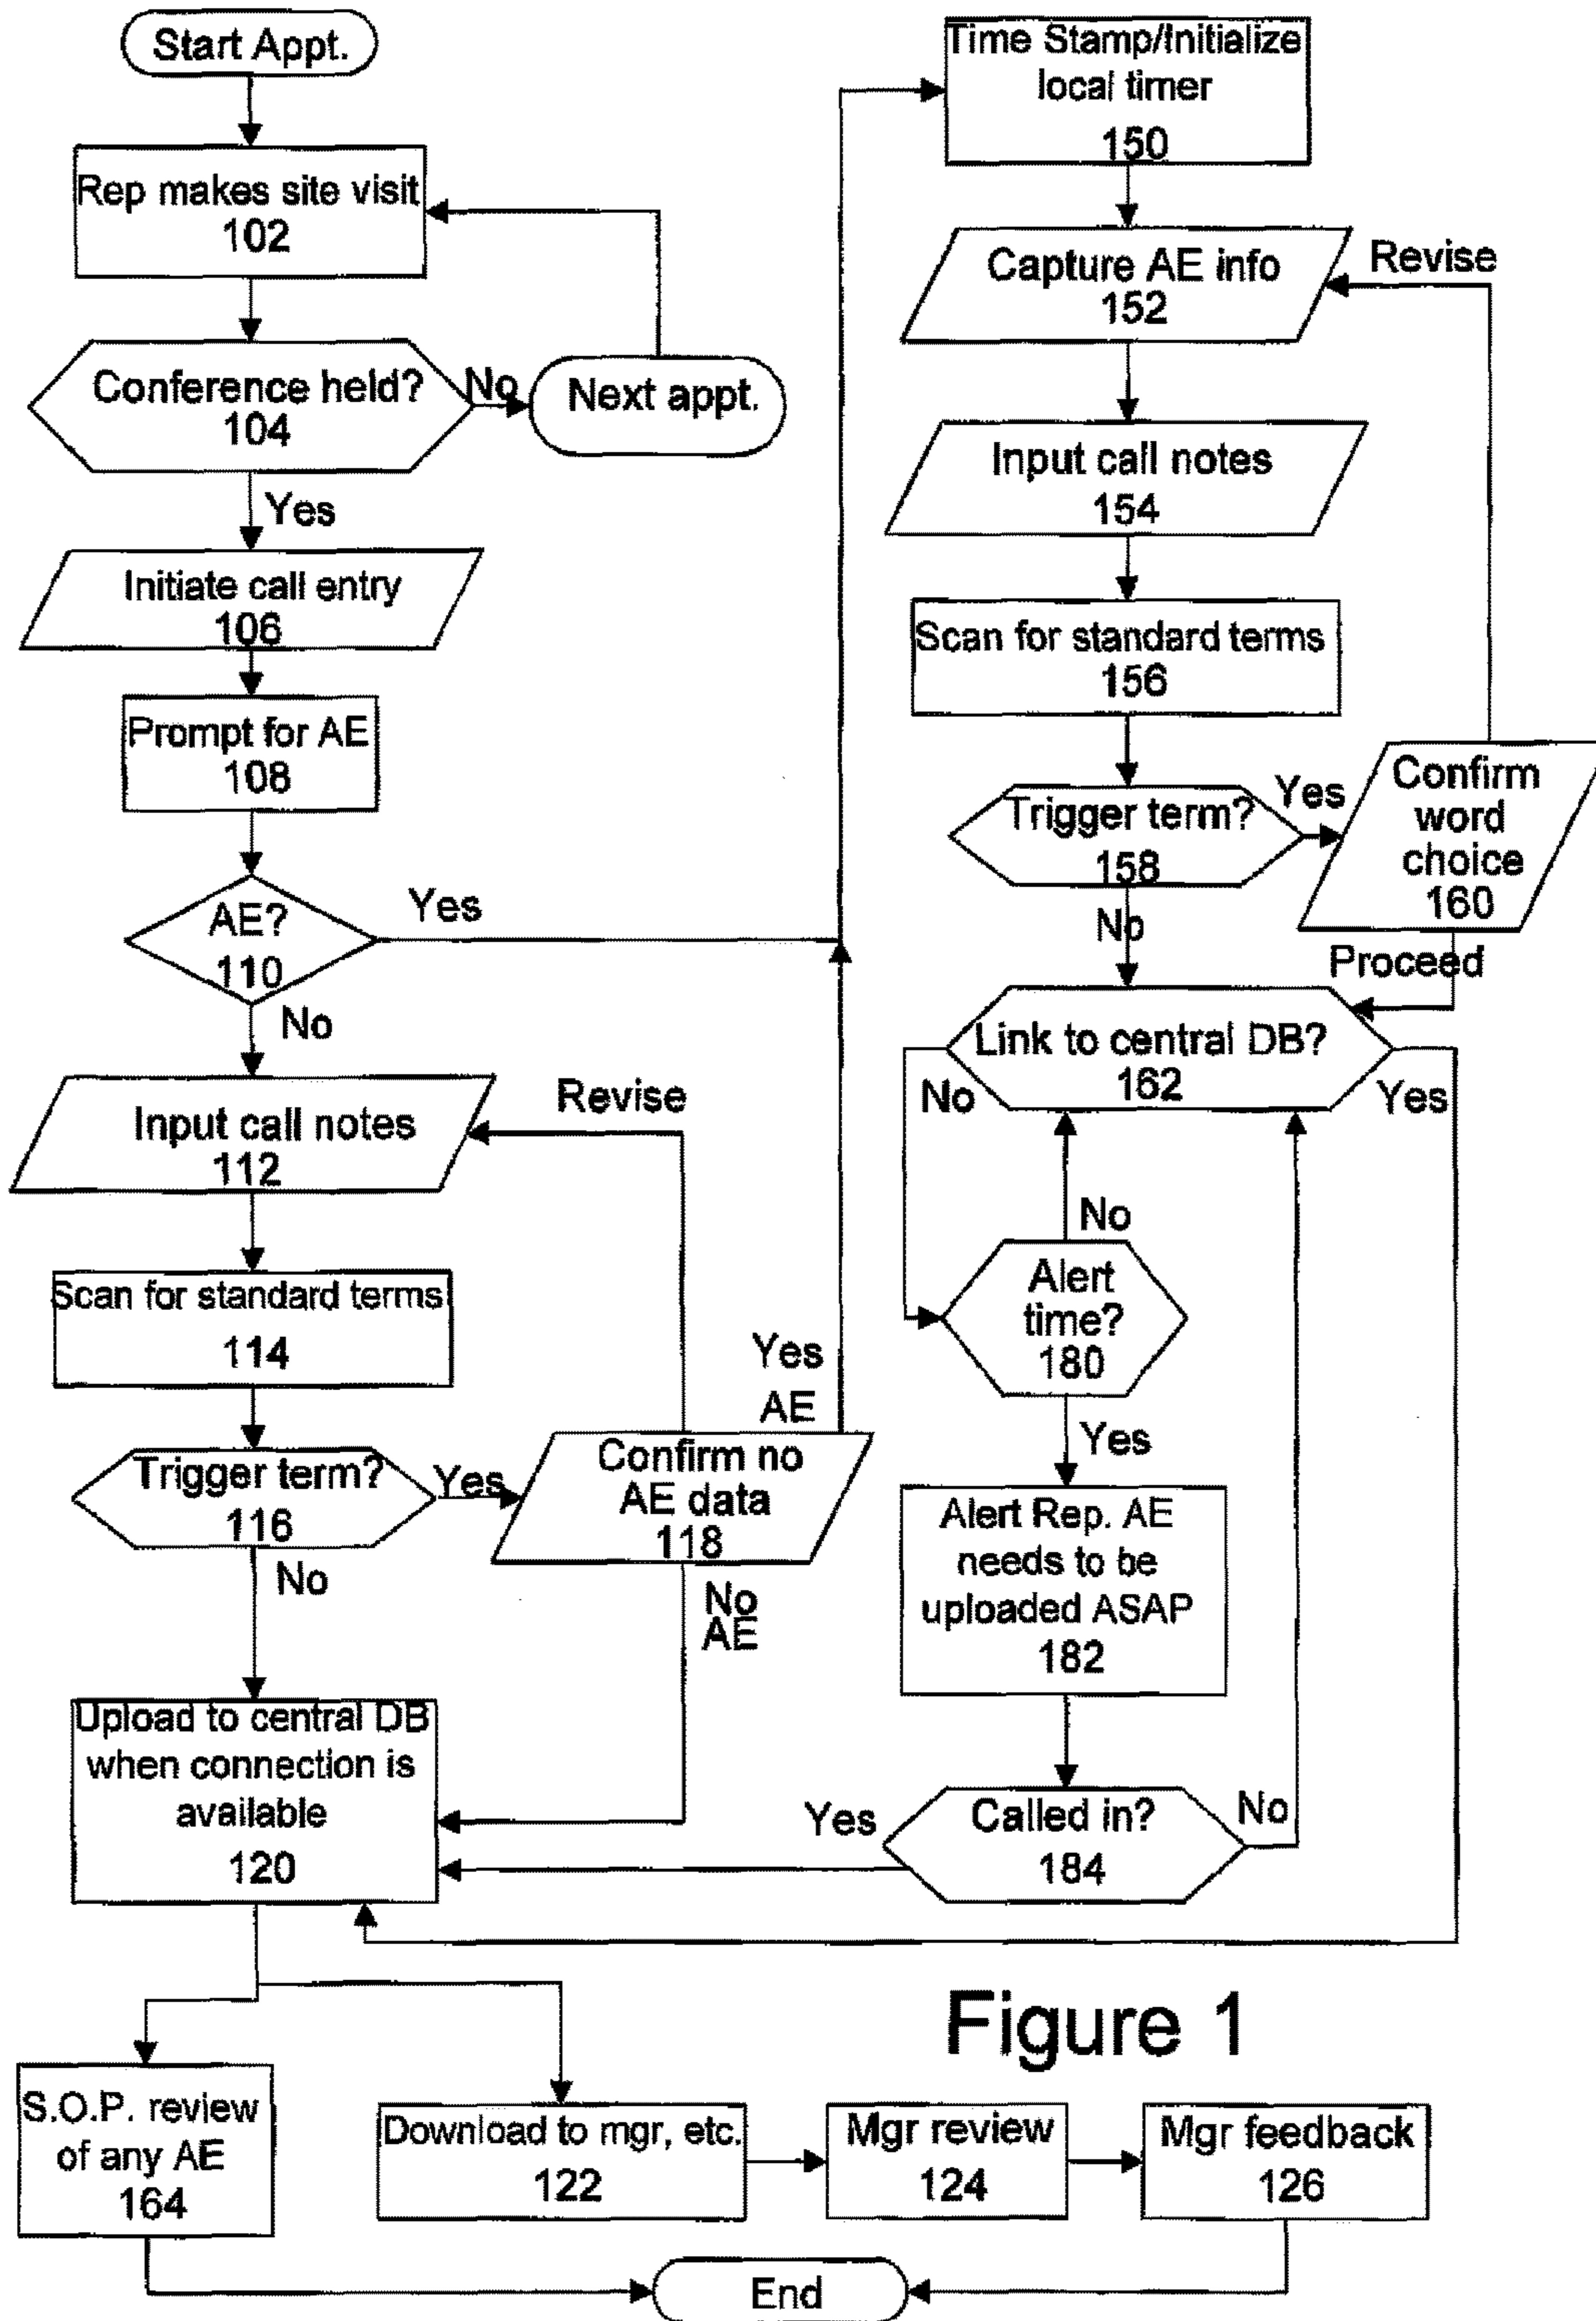 Start Appt.
Rep makes site visit
102
Conference held?
104
No
Next appt.
Yes
Initiate call entry
106
Prompt for AE
108
AE?
110
Yes
No
Input call notes
112
Revise
Scan for standard terms
114
Trigger term?
116
Yes
No
Confirm no
AE data
118
Yes
AE
No
AE
Upload to central DB
when connection is
available
120
Time Stamp/Initialize
local timer
150
Capture AE info
152
Revise
Input call notes
154
Scan for standard terms
156
Trigger term?
158
Yes
No
Confirm
word
choice
160
Proceed
Link to central DB?
162
No
Yes
Alert
time?
180
No
Yes
Alert Rep. AE
needs to be
uploaded ASAP
182
Called in?
184
Yes
No
Figure 1
S.O.P. review
of any AE
164
Download to mgr, etc.
122
Mgr review
124
Mgr feedback
126
End